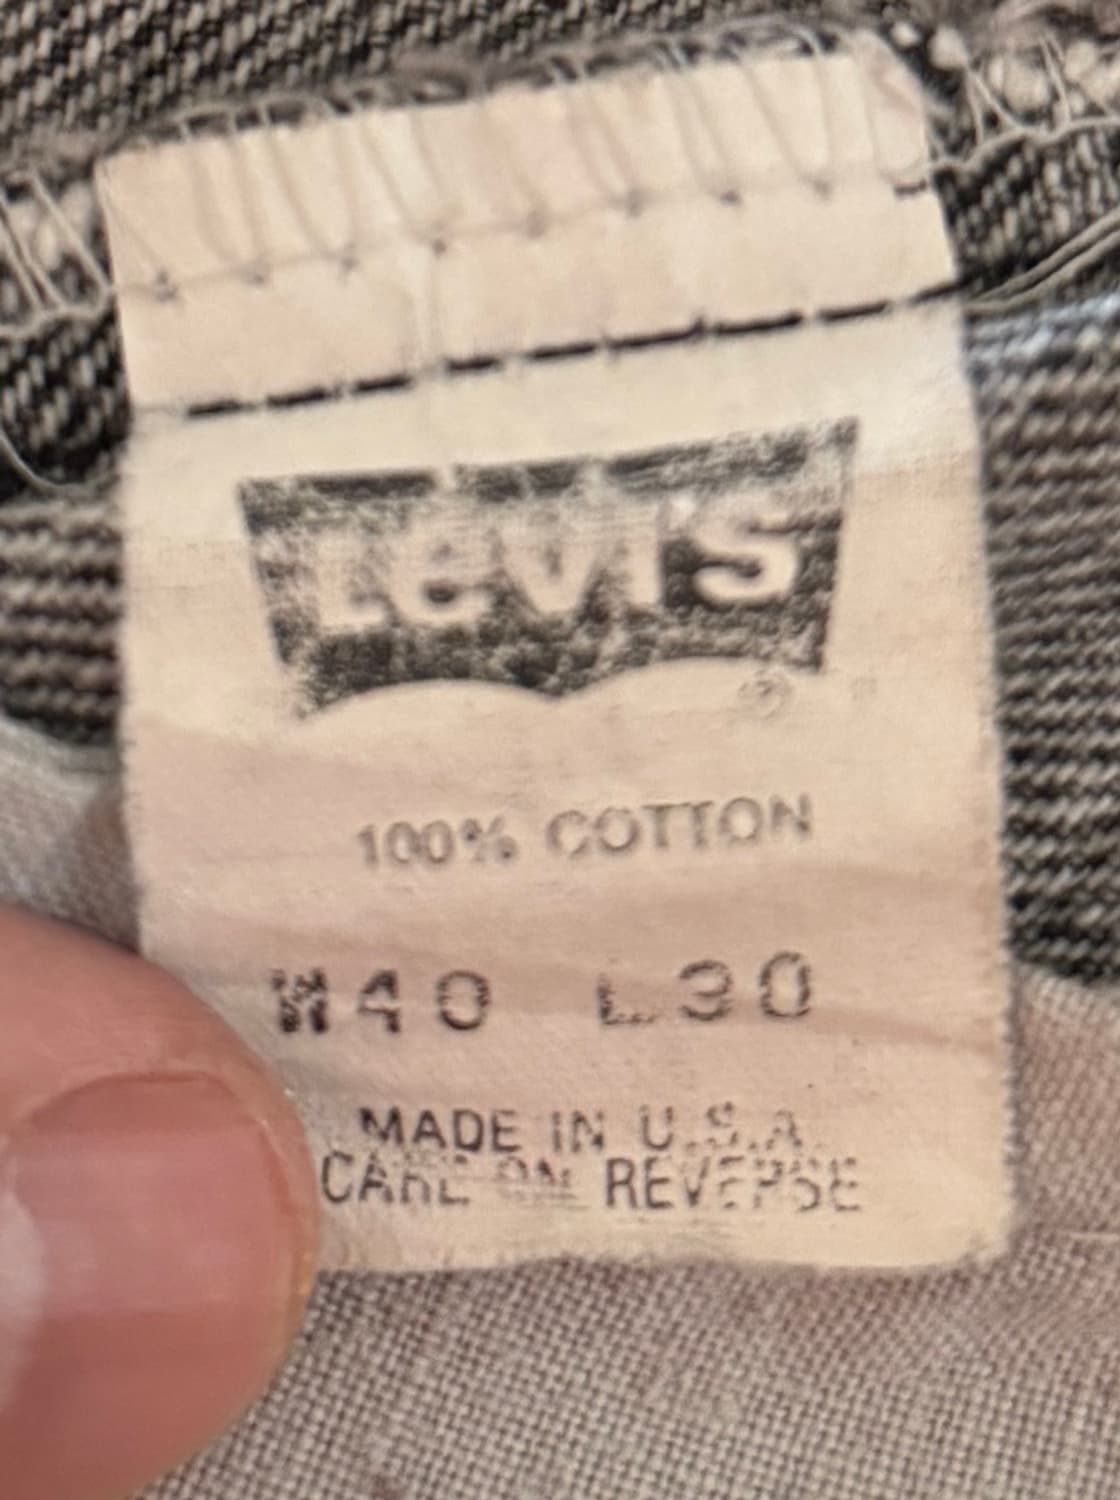 Levi's
®
100% COTTON
W40 L30
MADE IN U.S.A.
CARE ON REVERSE